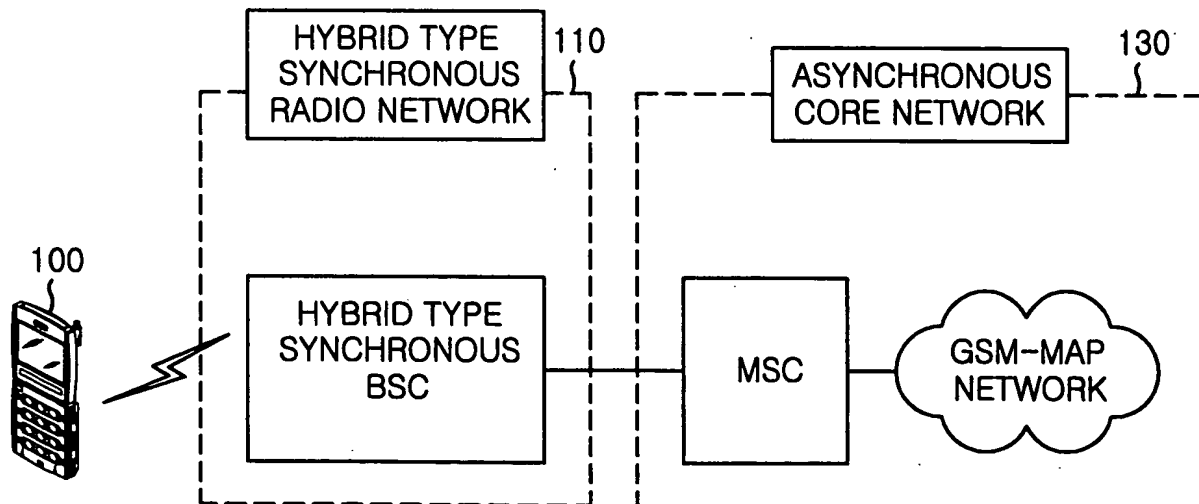 HYBRID TYPE
SYNCHRONOUS
RADIO NETWORK
110
ASYNCHRONOUS
CORE NETWORK
130
100
HYBRID TYPE
SYNCHRONOUS
BSC
MSC
GSM-MAP
NETWORK